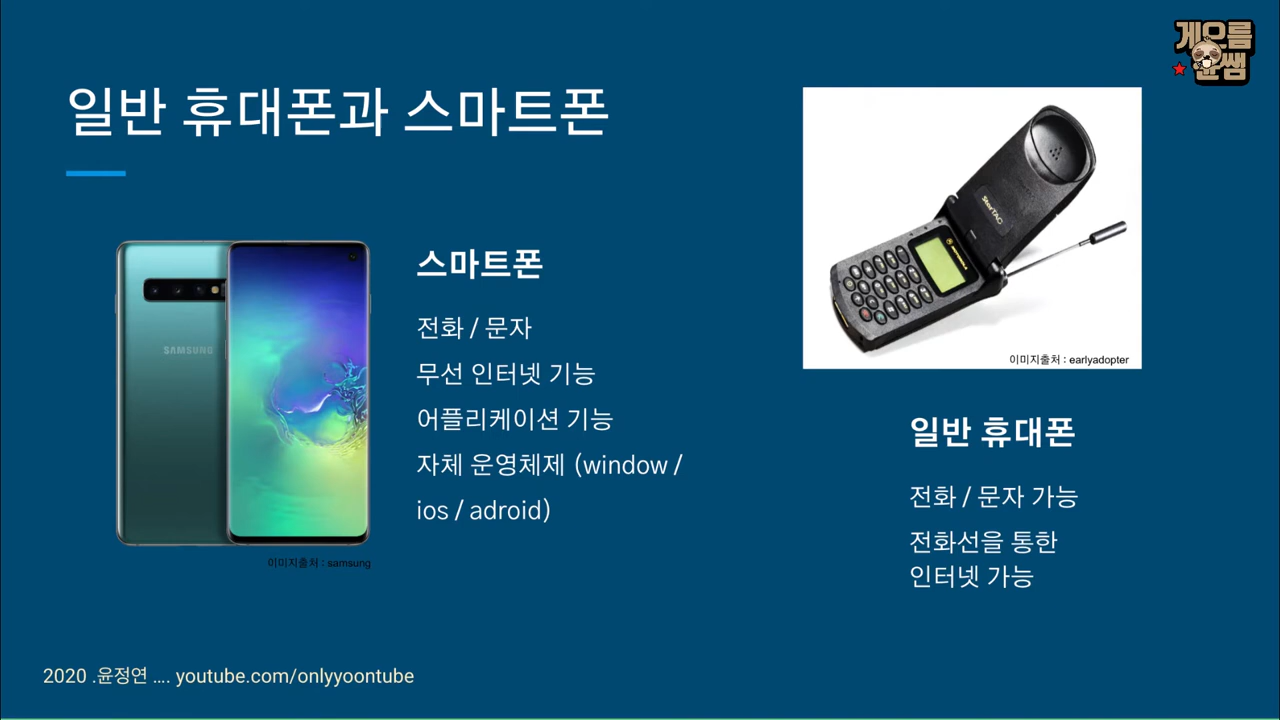 게으름
윤쌤
일반 휴대폰과 스마트폰
SAMSUNG
이미지출처 : samsung
스마트폰
전화 / 문자
무선 인터넷 기능
어플리케이션 기능
자체 운영체제 (window /
ios / adroid)
StarTAC
이미지출처 : earlyadopter
일반 휴대폰
전화 / 문자 가능
전화선을 통한
인터넷 가능
2020 .윤정연 .... youtube.com/onlyyoontube